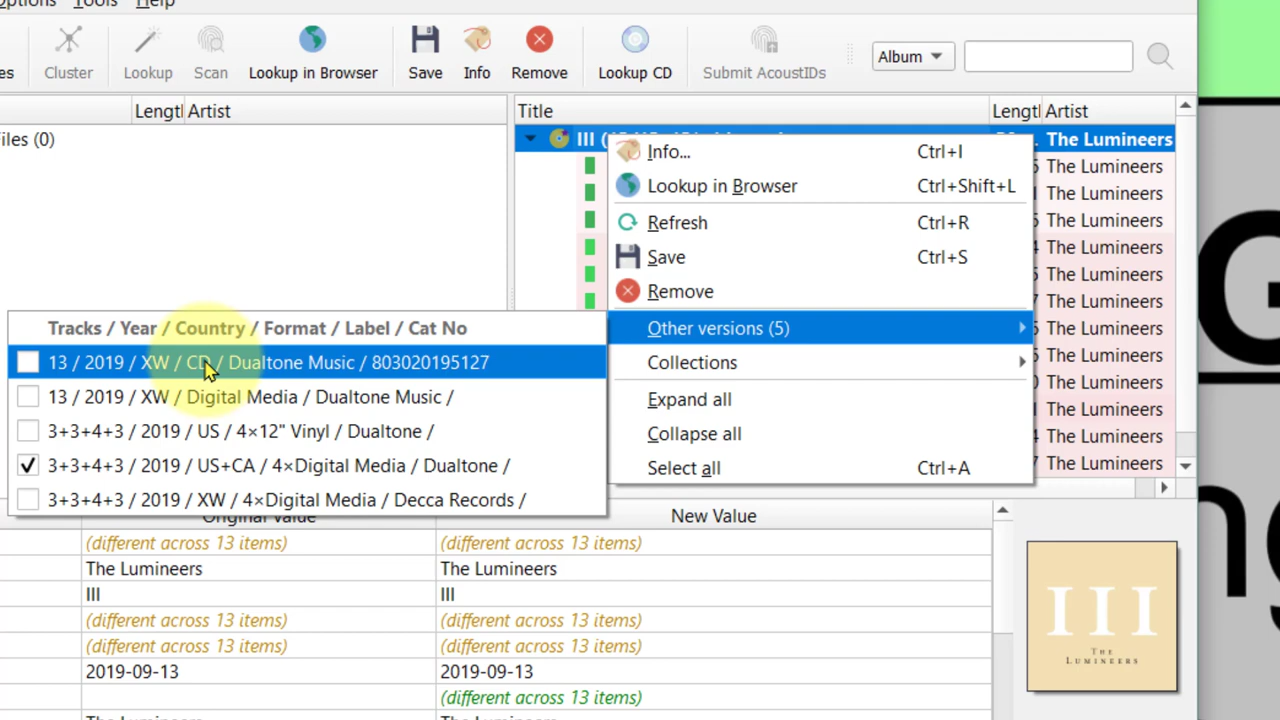 Options Tools Help
es Cluster Lookup Scan Lookup in Browser Save Info Remove Lookup CD Submit AcoustIDs Album
Length Artist
Title Length Artist
Files (0)
III ( The Lumineers
The Lumineers
The Lumineers
The Lumineers
The Lumineers
The Lumineers
The Lumineers
The Lumineers
The Lumineers
The Lumineers
The Lumineers
The Lumineers
The Lumineers
Info... Ctrl+I
Lookup in Browser Ctrl+Shift+L
Refresh Ctrl+R
Save Ctrl+S
Remove
Other versions (5)
Collections
Expand all
Collapse all
Select all Ctrl+A
Tracks / Year / Country / Format / Label / Cat No
13 / 2019 / XW / CD / Dualtone Music / 803020195127
13 / 2019 / XW / Digital Media / Dualtone Music /
3+3+4+3 / 2019 / US / 4×12" Vinyl / Dualtone /
3+3+4+3 / 2019 / US+CA / 4×Digital Media / Dualtone /
3+3+4+3 / 2019 / XW / 4×Digital Media / Decca Records /
Original Value New Value
(different across 13 items) (different across 13 items)
The Lumineers The Lumineers
III III
(different across 13 items) (different across 13 items)
(different across 13 items) (different across 13 items)
2019-09-13 2019-09-13
(different across 13 items)
The Lumineers The Lumineers
III
THE
LUMINEERS
G